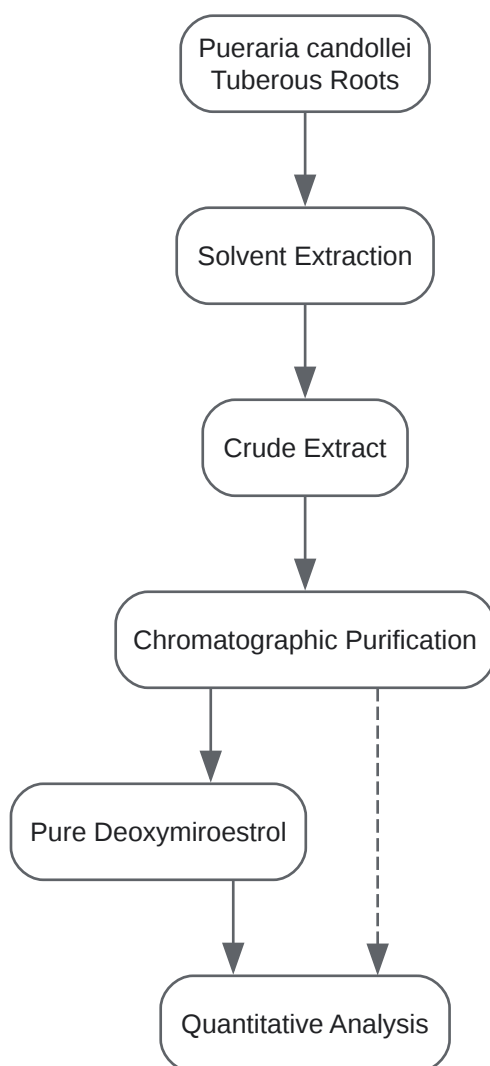 Pueraria candollei
Tuberous Roots
Solvent Extraction
Crude Extract
Chromatographic Purification
Pure Deoxymiroestrol
Quantitative Analysis